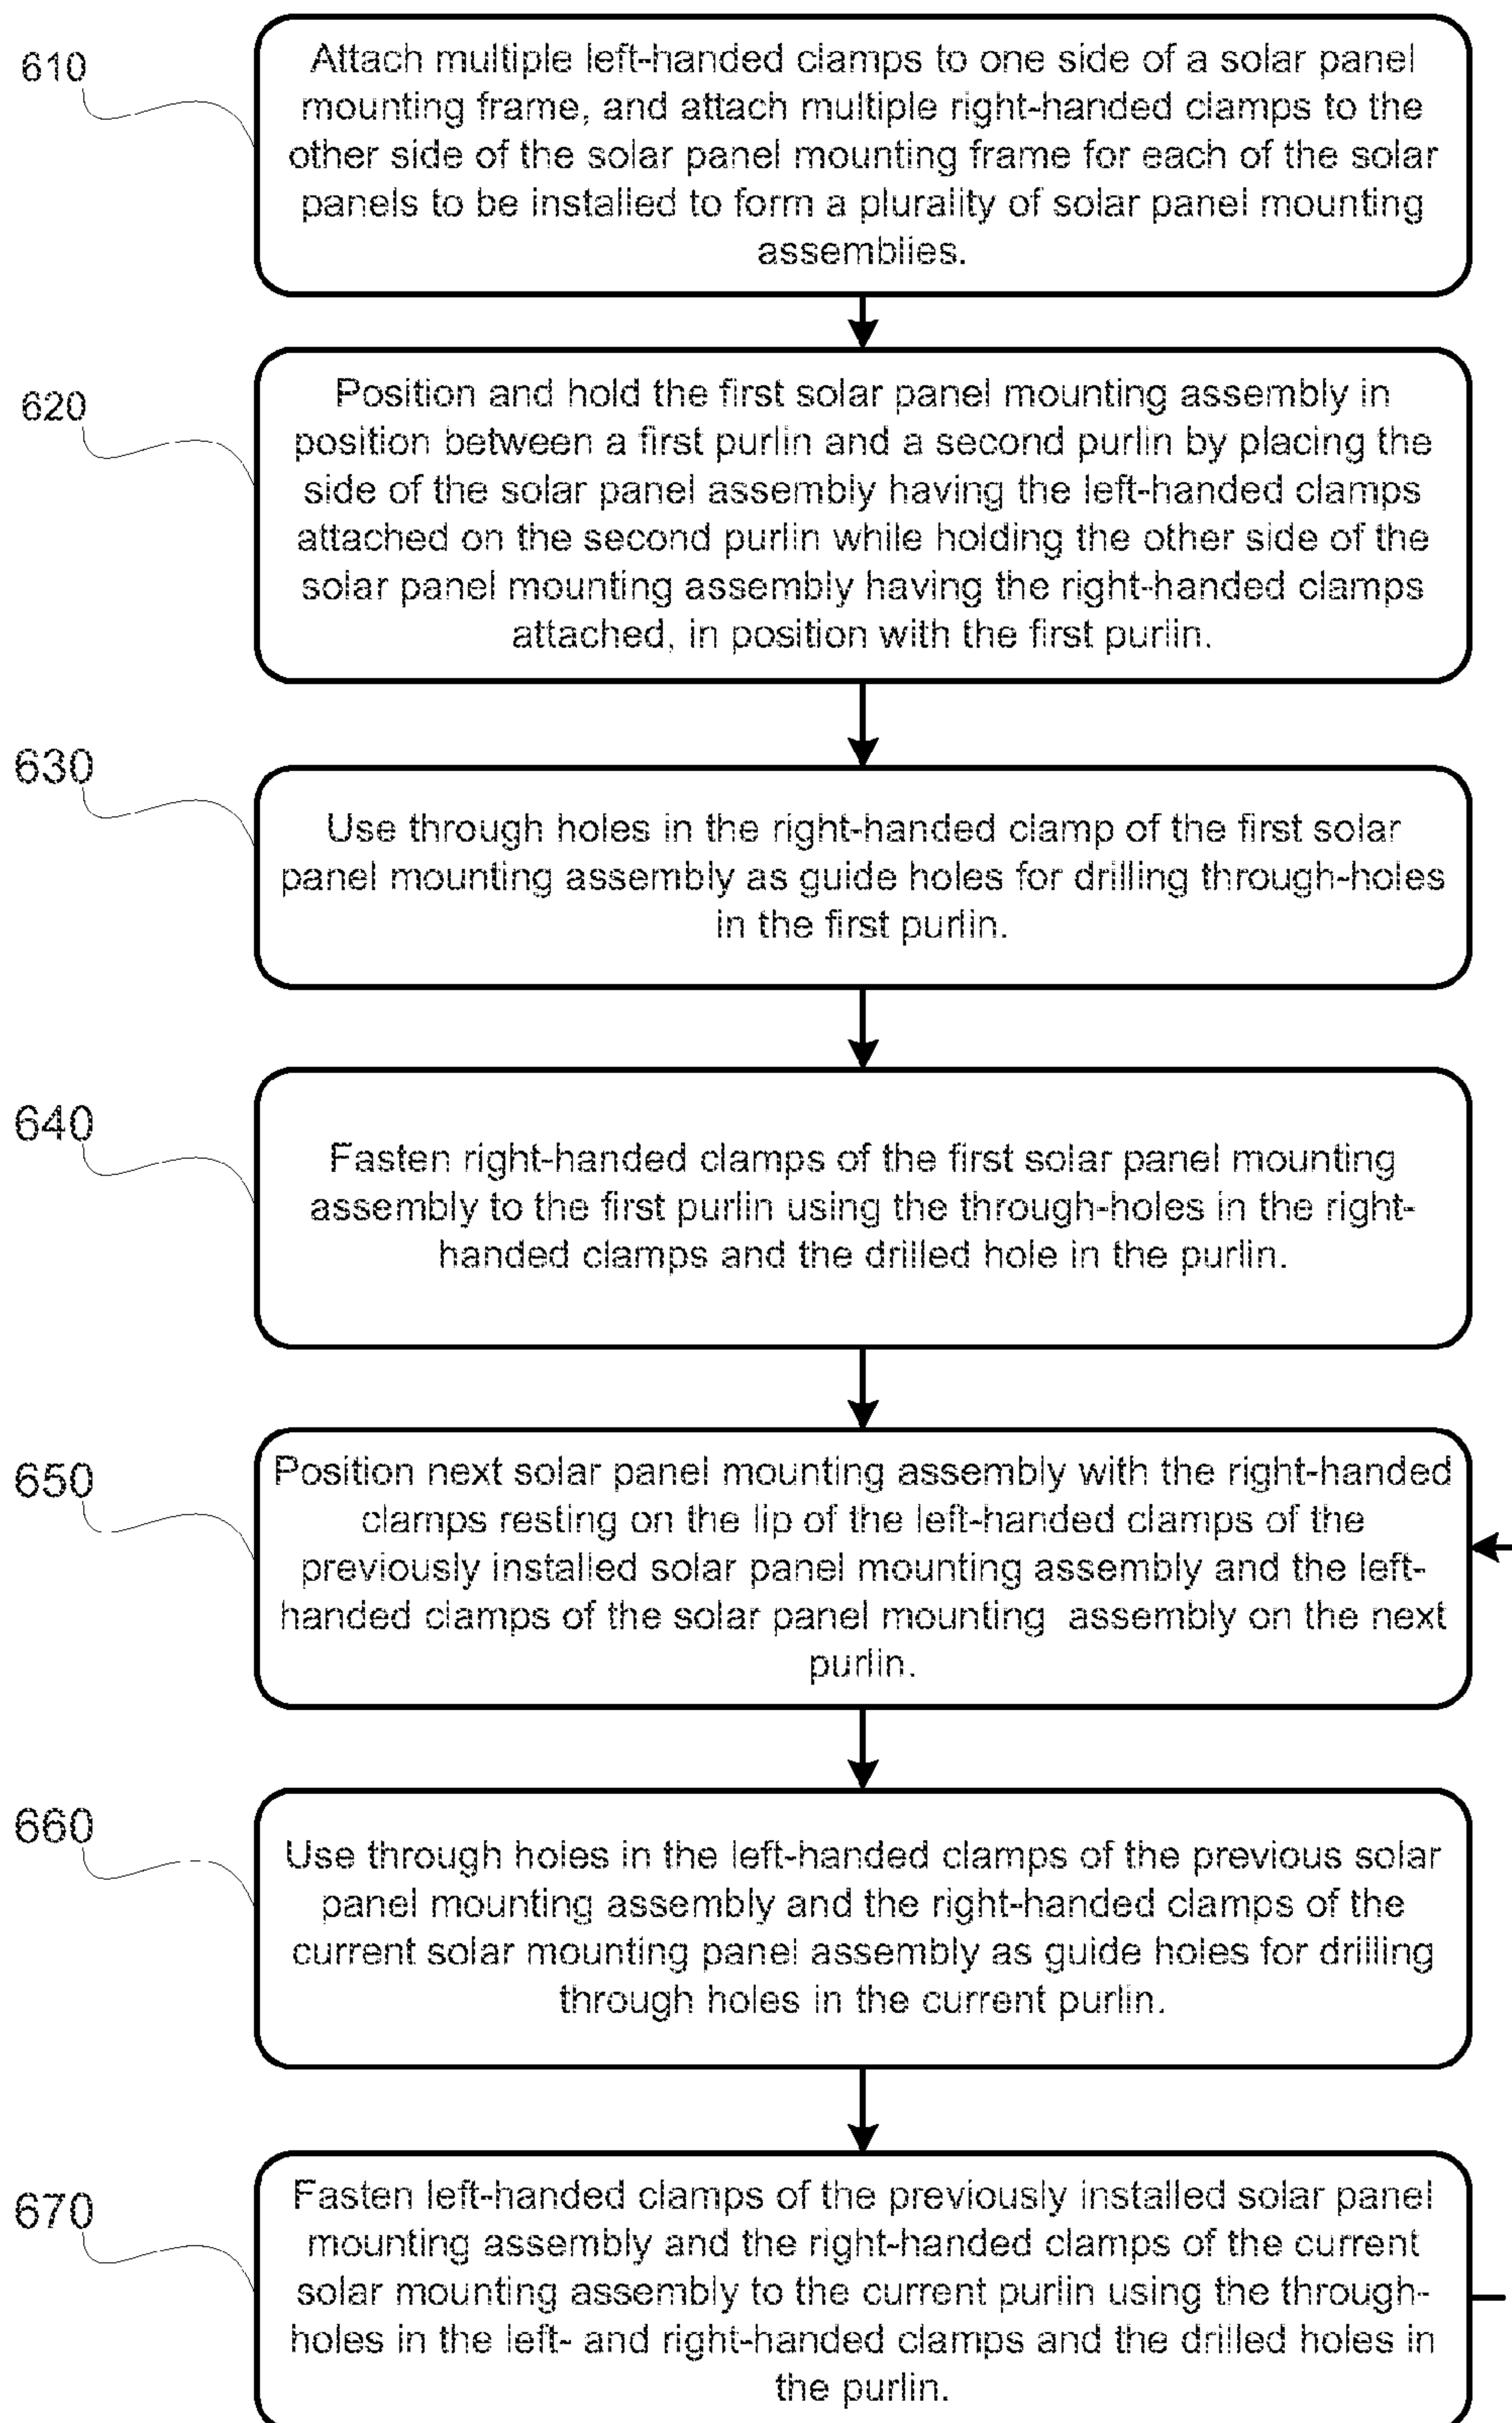 610
Attach multiple left-handed clamps to one side of a solar panel
mounting frame, and attach multiple right-handed clamps to the
other side of the solar panel mounting frame for each of the solar
panels to be installed to form a plurality of solar panel mounting
assemblies.
620
Position and hold the first solar panel mounting assembly in
position between a first purlin and a second purlin by placing the
side of the solar panel assembly having the left-handed clamps
attached on the second purlin while holding the other side of the
solar panel mounting assembly having the right-handed clamps
attached, in position with the first purlin.
630
Use through holes in the right-handed clamp of the first solar
panel mounting assembly as guide holes for drilling through-holes
in the first purlin.
640
Fasten right-handed clamps of the first solar panel mounting
assembly to the first purlin using the through-holes in the right-
handed clamps and the drilled hole in the purlin.
650
Position next solar panel mounting assembly with the right-handed
clamps resting on the lip of the left-handed clamps of the
previously installed solar panel mounting assembly and the left-
handed clamps of the solar panel mounting  assembly on the next
purlin.
660
Use through holes in the left-handed clamps of the previous solar
panel mounting assembly and the right-handed clamps of the
current solar mounting panel assembly as guide holes for drilling
through holes in the current purlin.
670
Fasten left-handed clamps of the previously installed solar panel
mounting assembly and the right-handed clamps of the current
solar mounting assembly to the current purlin using the through-
holes in the left- and right-handed clamps and the drilled holes in
the purlin.